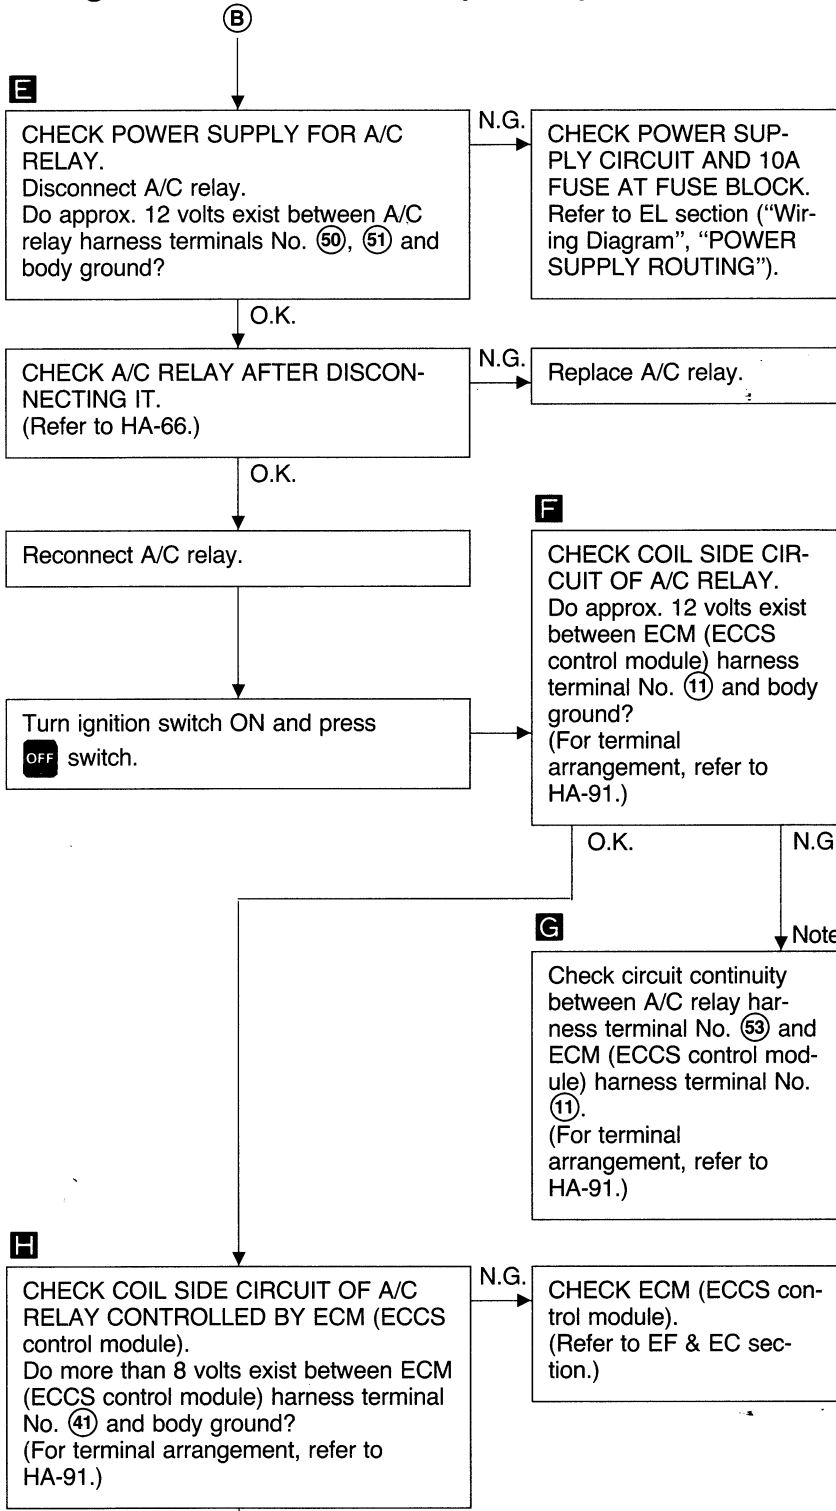 B
E
CHECK POWER SUPPLY FOR A/C
RELAY.
Disconnect A/C relay.
Do approx. 12 volts exist between A/C
relay harness terminals No. 50, 51 and
body ground?
N.G.
CHECK POWER SUP-
PLY CIRCUIT AND 10A
FUSE AT FUSE BLOCK.
Refer to EL section (“Wir-
ing Diagram”, “POWER
SUPPLY ROUTING”).
O.K.
CHECK A/C RELAY AFTER DISCON-
NECTING IT.
(Refer to HA-66.)
N.G.
Replace A/C relay.
O.K.
Reconnect A/C relay.
Turn ignition switch ON and press
OFF switch.
F
CHECK COIL SIDE CIR-
CUIT OF A/C RELAY.
Do approx. 12 volts exist
between ECM (ECCS
control module) harness
terminal No. 11 and body
ground?
(For terminal
arrangement, refer to
HA-91.)
O.K.
N.G
Note
G
Check circuit continuity
between A/C relay har-
ness terminal No. 53 and
ECM (ECCS control mod-
ule) harness terminal No.
11.
(For terminal
arrangement, refer to
HA-91.)
H
CHECK COIL SIDE CIRCUIT OF A/C
RELAY CONTROLLED BY ECM (ECCS
control module).
Do more than 8 volts exist between ECM
(ECCS control module) harness terminal
No. 41 and body ground?
(For terminal arrangement, refer to
HA-91.)
N.G.
CHECK ECM (ECCS con-
trol module).
(Refer to EF & EC sec-
tion.)